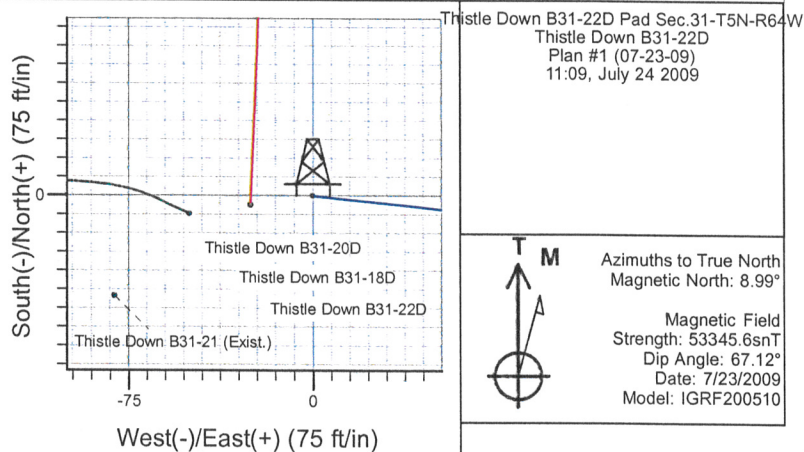 South(-)/North(+) (75 ft/in)
0
Thistle Down B31-20D
Thistle Down B31-18D
Thistle Down B31-22D
Thistle Down B31-21 (Exist.)
-75
0
West(-)/East(+) (75 ft/in)
Thistle Down B31-22D Pad Sec.31-T5N-R64W
Thistle Down B31-22D
Plan #1 (07-23-09)
11:09, July 24 2009
T
M
Azimuths to True North
Magnetic North: 8.99°
Magnetic Field
Strength: 53345.6snT
Dip Angle: 67.12°
Date: 7/23/2009
Model: IGRF200510